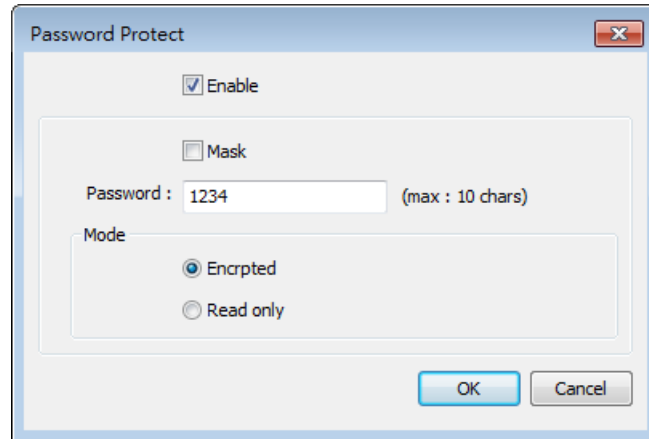 Password Protect
Enable
Mask
Password : 1234 (max : 10 chars)
Mode
Encrpted
Read only
OK Cancel